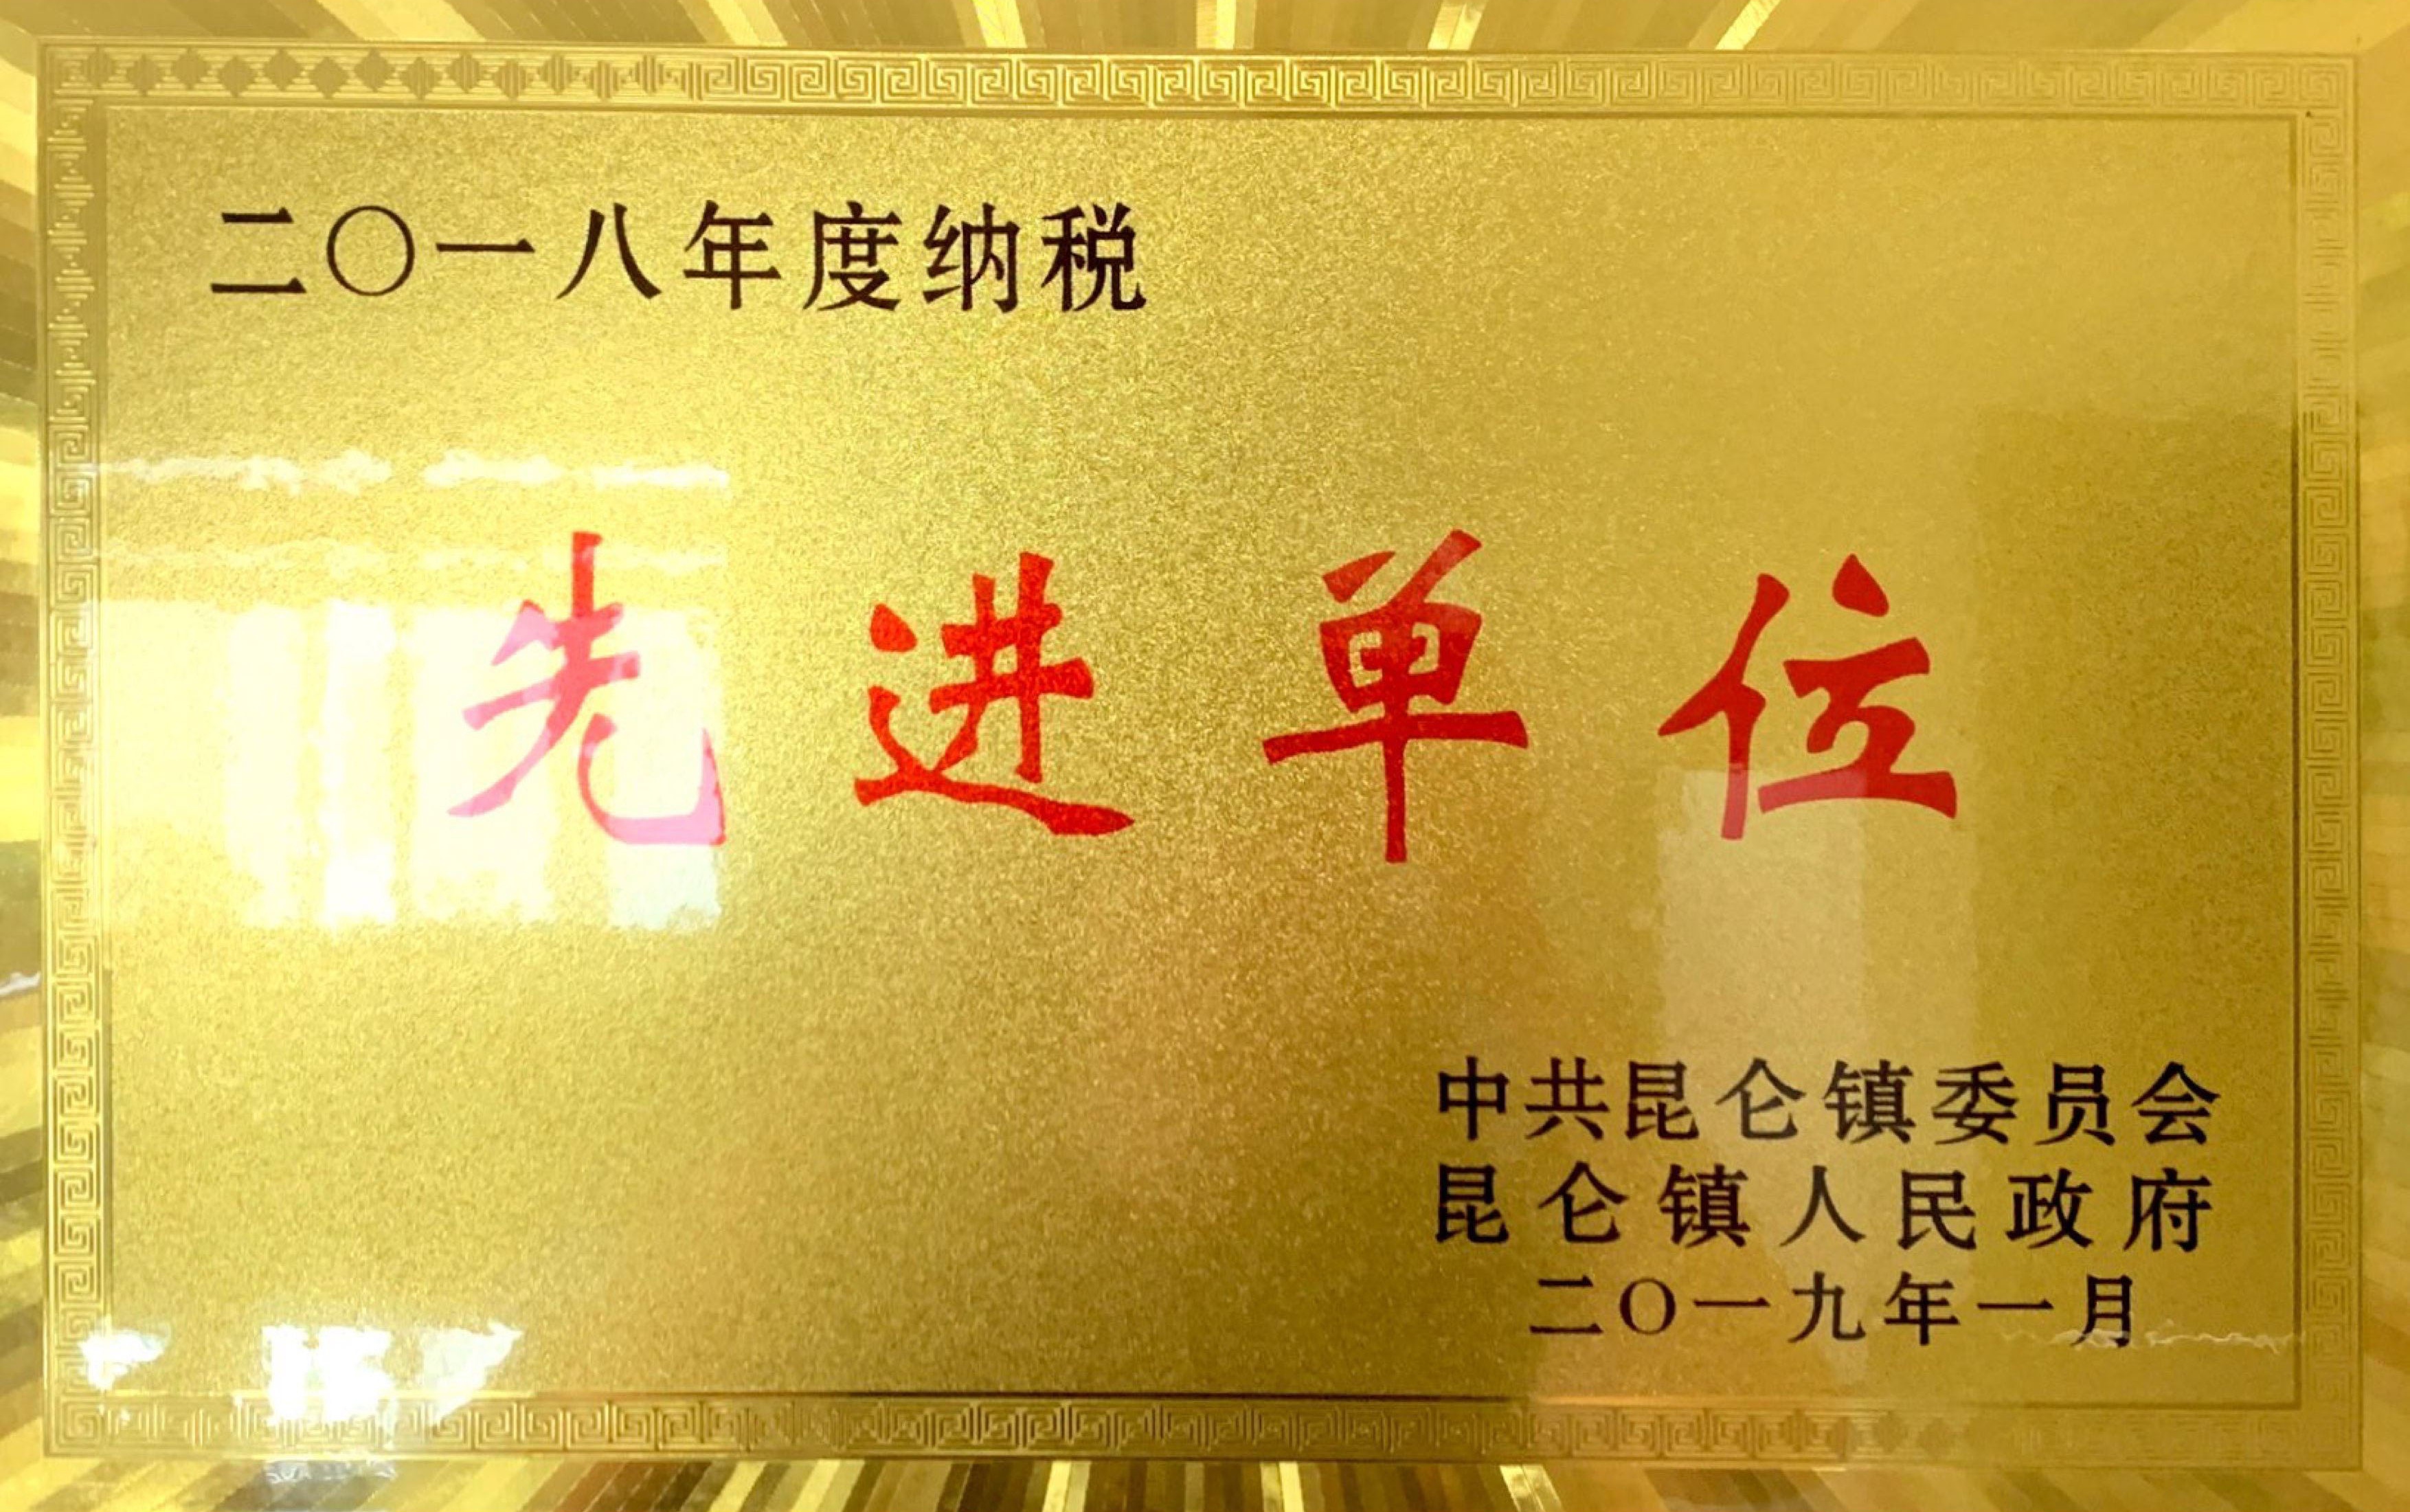 二〇一八年度纳税
先进单位
中共昆仑镇委员会
昆仑镇人民政府
二〇一九年一月